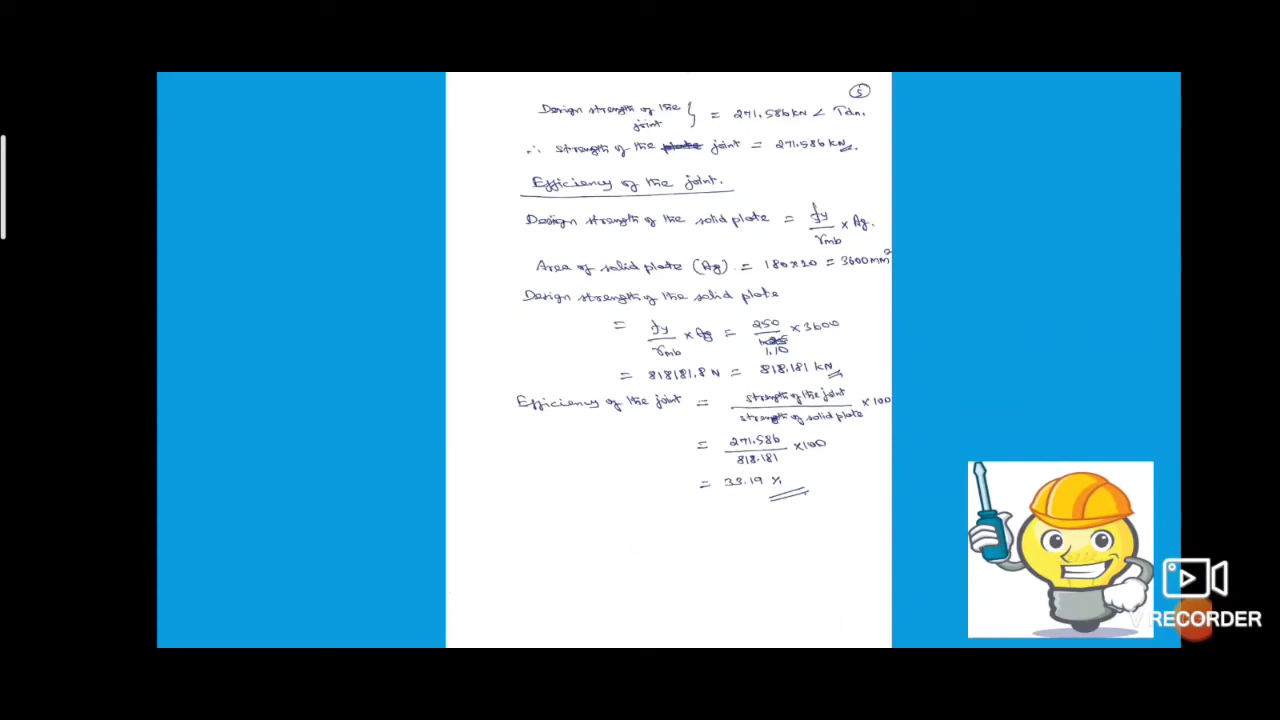 5
Design strength of the joint } = 271.586 kN < Tdn.
∴ strength of the joint = 271.586 kN.
Efficiency of the joint.
Design strength of the solid plate = fy/γmb × Ag.
Area of solid plate (Ag) = 180 × 20 = 3600mm²
Design strength of the solid plate
= fy/γmb × Ag = 250/1.10 × 3600
= 818181.8 N = 818.181 kN
Efficiency of the joint = strength of the joint/strength of solid plate × 100
= 271.586/818.181 × 100
= 33.19 %
V RECORDER